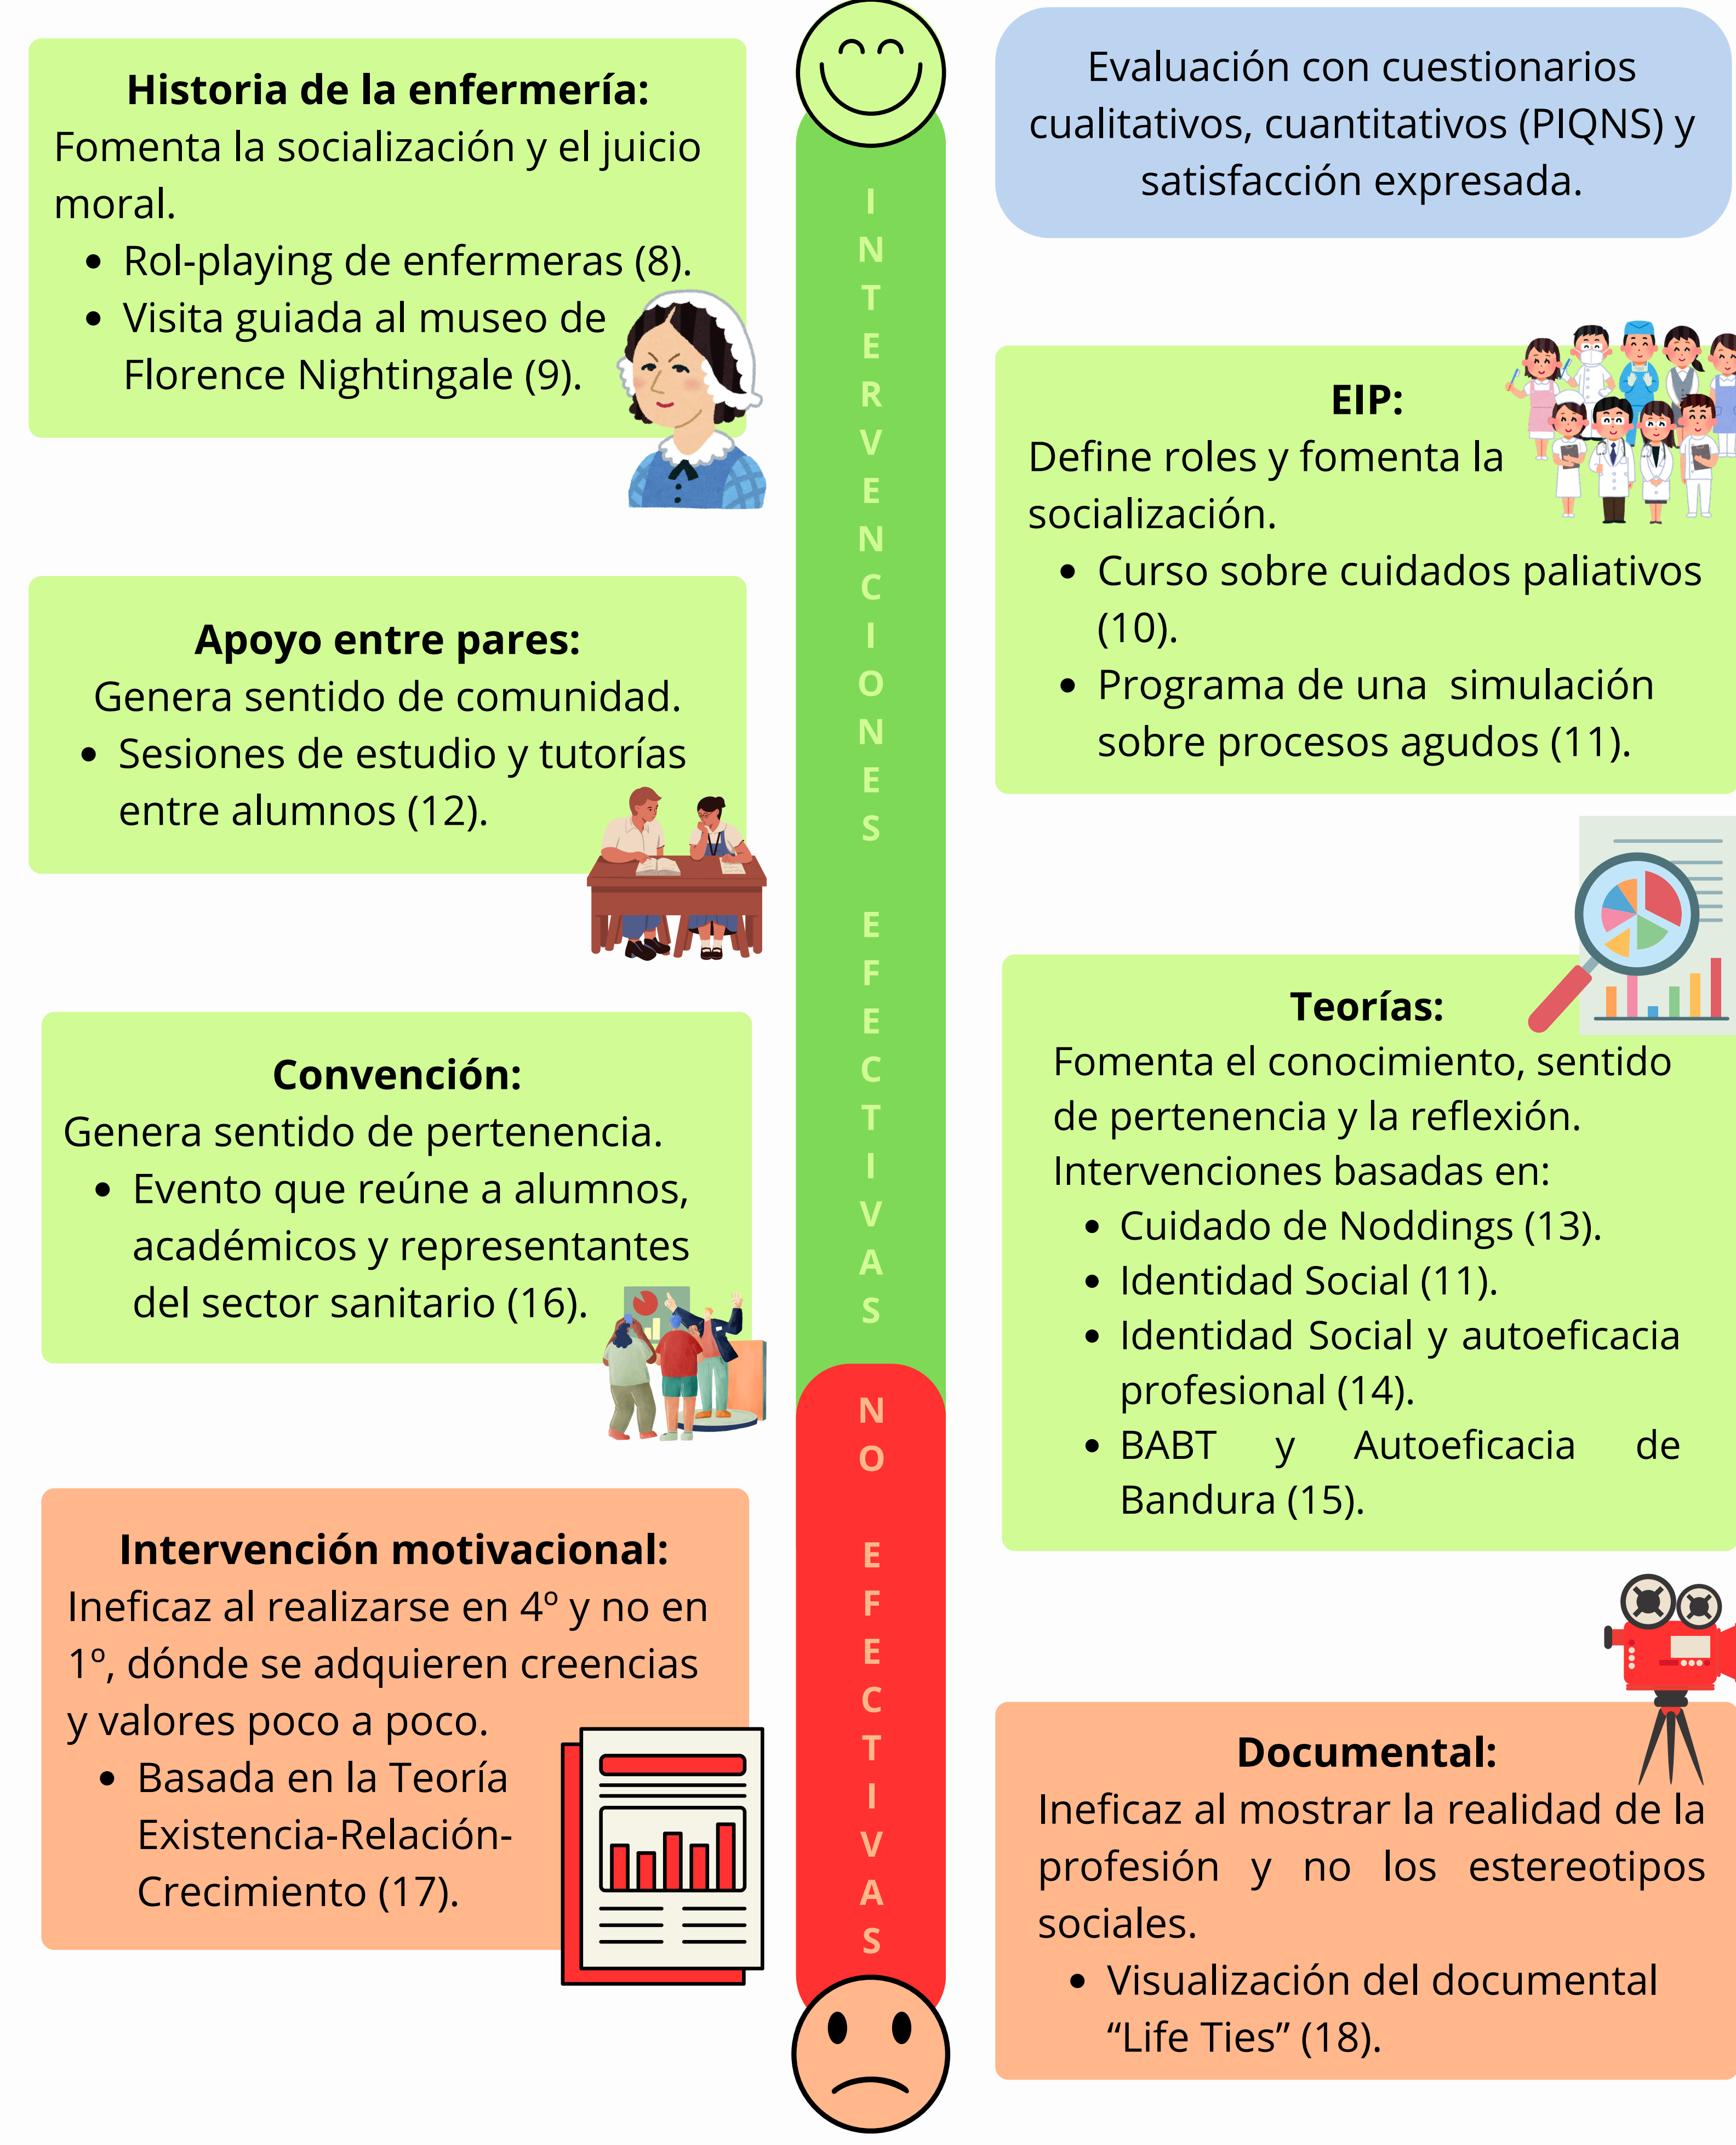 Historia de la enfermería:
Fomenta la socialización y el juicio
moral.
• Rol-playing de enfermeras (8).
• Visita guiada al museo de
Florence Nightingale (9).
Apoyo entre pares:
Genera sentido de comunidad.
• Sesiones de estudio y tutorías
entre alumnos (12).
Convención:
Genera sentido de pertenencia.
• Evento que reúne a alumnos,
académicos y representantes
del sector sanitario (16).
Intervención motivacional:
Ineficaz al realizarse en 4º y no en
1º, dónde se adquieren creencias
y valores poco a poco.
• Basada en la Teoría
Existencia-Relación-
Crecimiento (17).
INTERVENCIONES EFECTIVAS
NO EFECTIVAS
Evaluación con cuestionarios
cualitativos, cuantitativos (PIQNS) y
satisfacción expresada.
EIP:
Define roles y fomenta la
socialización.
• Curso sobre cuidados paliativos
(10).
• Programa de una simulación
sobre procesos agudos (11).
Teorías:
Fomenta el conocimiento, sentido
de pertenencia y la reflexión.
Intervenciones basadas en:
• Cuidado de Noddings (13).
• Identidad Social (11).
• Identidad Social y autoeficacia
profesional (14).
• BABT y Autoeficacia de
Bandura (15).
Documental:
Ineficaz al mostrar la realidad de la
profesión y no los estereotipos
sociales.
• Visualización del documental
“Life Ties” (18).